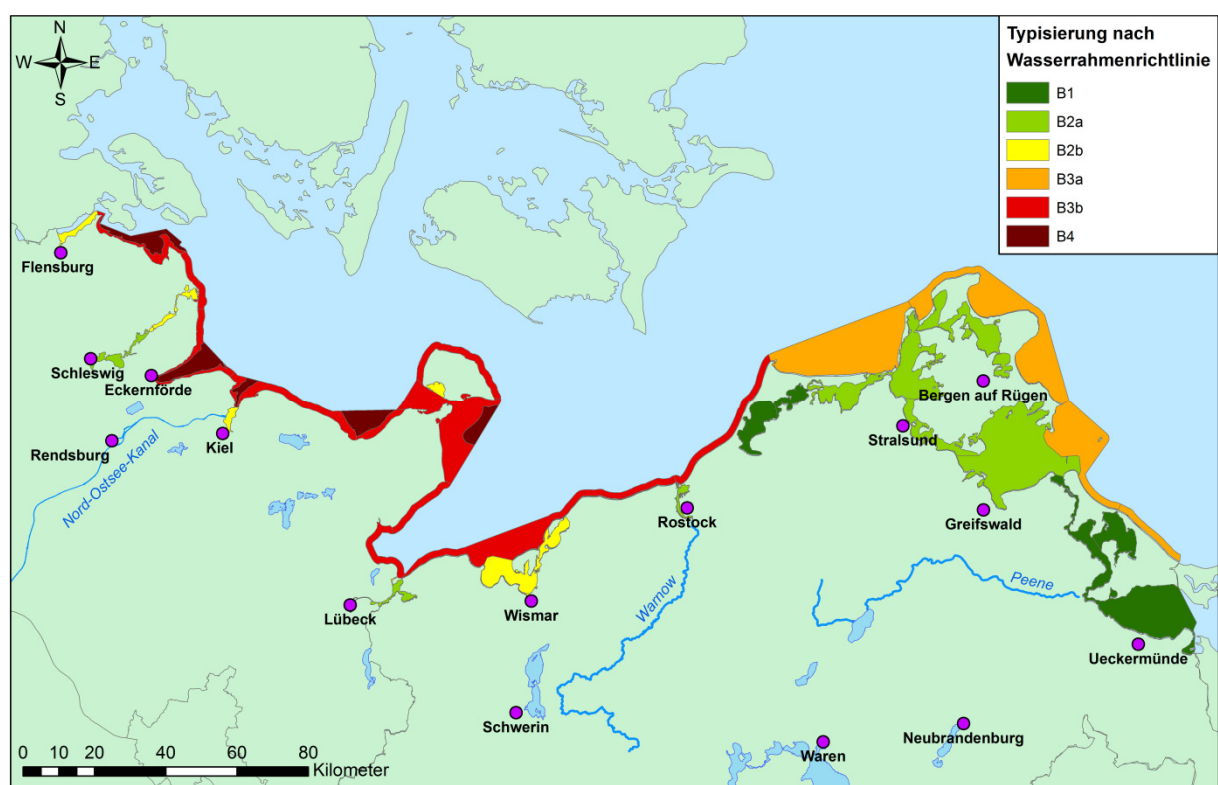 N
W E
S
Typisierung nach
Wasserrahmenrichtlinie
B1
B2a
B2b
B3a
B3b
B4
Flensburg
Schleswig
Eckernförde
Rendsburg
Nord-Ostsee-Kanal
Kiel
Lübeck
Wismar
Schwerin
Warnow
Rostock
Bergen auf Rügen
Stralsund
Greifswald
Peene
Ueckermünde
Neubrandenburg
Waren
0 10 20 40 60 80
Kilometer